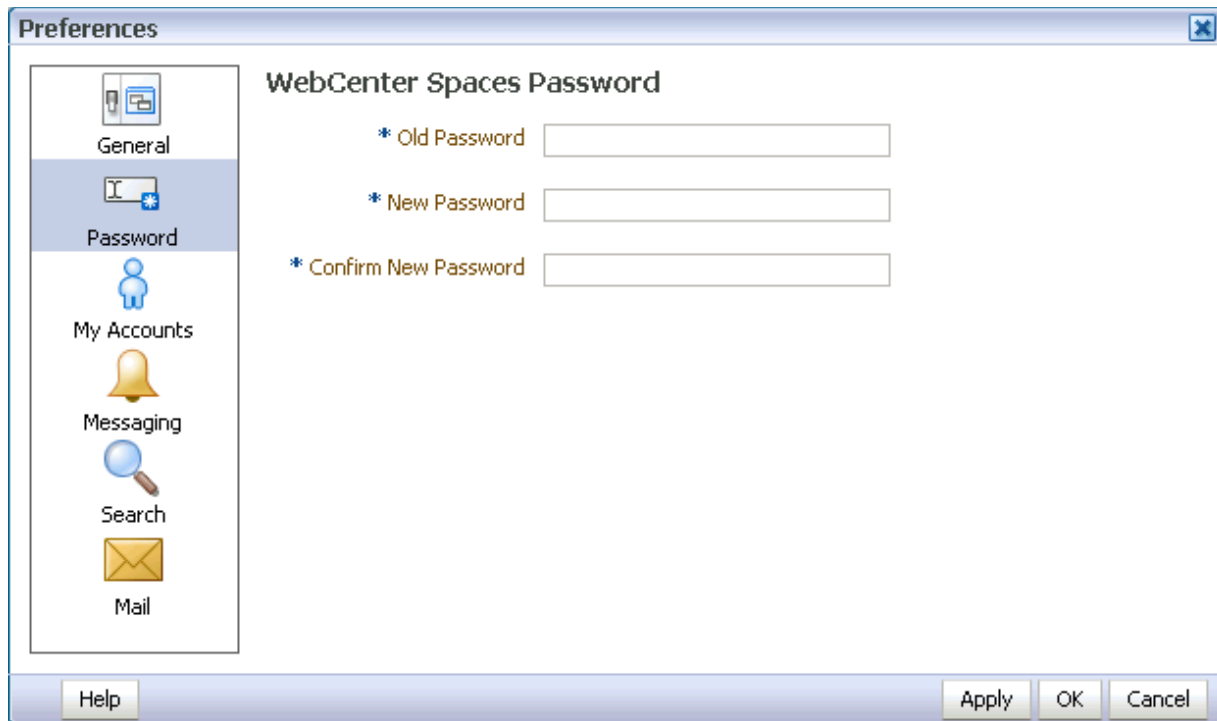 Preferences
General
Password
My Accounts
Messaging
Search
Mail
WebCenter Spaces Password
* Old Password
* New Password
* Confirm New Password
Help
Apply
OK
Cancel